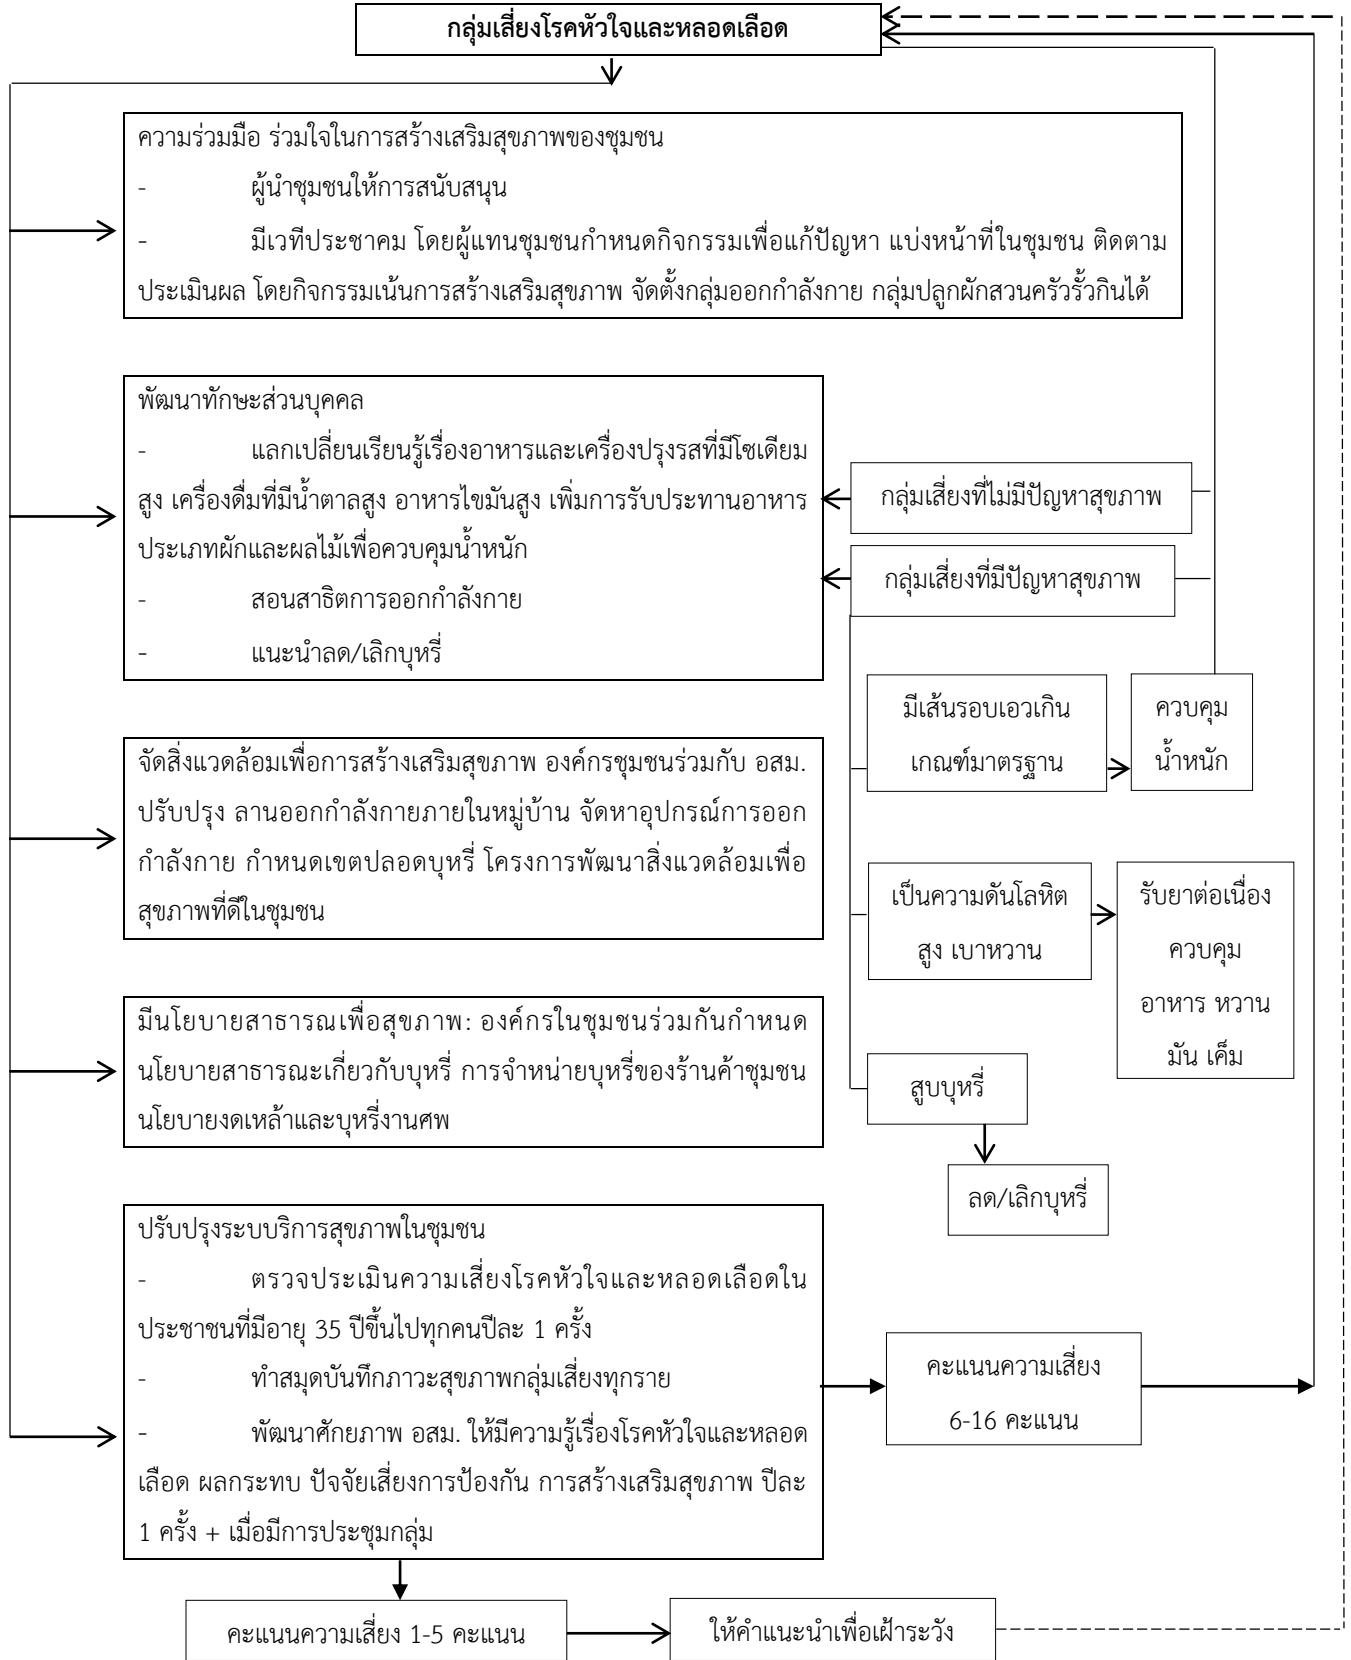 กลุ่มเสี่ยงโรคหัวใจและหลอดเลือด
ความร่วมมือ ร่วมใจในการสร้างเสริมสุขภาพของชุมชน
- ผู้นำชุมชนให้การสนับสนุน
- มีเวทีประชาคม โดยผู้แทนชุมชนกำหนดกิจกรรมเพื่อแก้ปัญหา แบ่งหน้าที่ในชุมชน ติดตาม
ประเมินผล โดยกิจกรรมเน้นการสร้างเสริมสุขภาพ จัดตั้งกลุ่มออกกำลังกาย กลุ่มปลูกผักสวนครัวรั้วกินได้
พัฒนาทักษะส่วนบุคคล
- แลกเปลี่ยนเรียนรู้เรื่องอาหารและเครื่องปรุงรสที่มีโซเดียม
สูง เครื่องดื่มที่มีน้ำตาลสูง อาหารไขมันสูง เพิ่มการรับประทานอาหาร
ประเภทผักและผลไม้เพื่อควบคุมน้ำหนัก
- สอนสาธิตการออกกำลังกาย
- แนะนำลด/เลิกบุหรี่
กลุ่มเสี่ยงที่ไม่มีปัญหาสุขภาพ
กลุ่มเสี่ยงที่มีปัญหาสุขภาพ
มีเส้นรอบเอวเกิน
เกณฑ์มาตรฐาน
ควบคุม
น้ำหนัก
จัดสิ่งแวดล้อมเพื่อการสร้างเสริมสุขภาพ องค์กรชุมชนร่วมกับ อสม.
ปรับปรุง ลานออกกำลังกายภายในหมู่บ้าน จัดหาอุปกรณ์การออก
กำลังกาย กำหนดเขตปลอดบุหรี่ โครงการพัฒนาสิ่งแวดล้อมเพื่อ
สุขภาพที่ดีในชุมชน
เป็นความดันโลหิต
สูง เบาหวาน
รับยาต่อเนื่อง
ควบคุม
อาหาร หวาน
มัน เค็ม
มีนโยบายสาธารณเพื่อสุขภาพ: องค์กรในชุมชนร่วมกันกำหนด
นโยบายสาธารณะเกี่ยวกับบุหรี่ การจำหน่ายบุหรี่ของร้านค้าชุมชน
นโยบายงดเหล้าและบุหรี่งานศพ
สูบบุหรี่
ลด/เลิกบุหรี่
ปรับปรุงระบบบริการสุขภาพในชุมชน
- ตรวจประเมินความเสี่ยงโรคหัวใจและหลอดเลือดใน
ประชาชนที่มีอายุ 35 ปีขึ้นไปทุกคนปีละ 1 ครั้ง
- ทำสมุดบันทึกภาวะสุขภาพกลุ่มเสี่ยงทุกราย
- พัฒนาศักยภาพ อสม. ให้มีความรู้เรื่องโรคหัวใจและหลอด
เลือด ผลกระทบ ปัจจัยเสี่ยงการป้องกัน การสร้างเสริมสุขภาพ ปีละ
1 ครั้ง + เมื่อมีการประชุมกลุ่ม
คะแนนความเสี่ยง
6-16 คะแนน
คะแนนความเสี่ยง 1-5 คะแนน
ให้คำแนะนำเพื่อเฝ้าระวัง